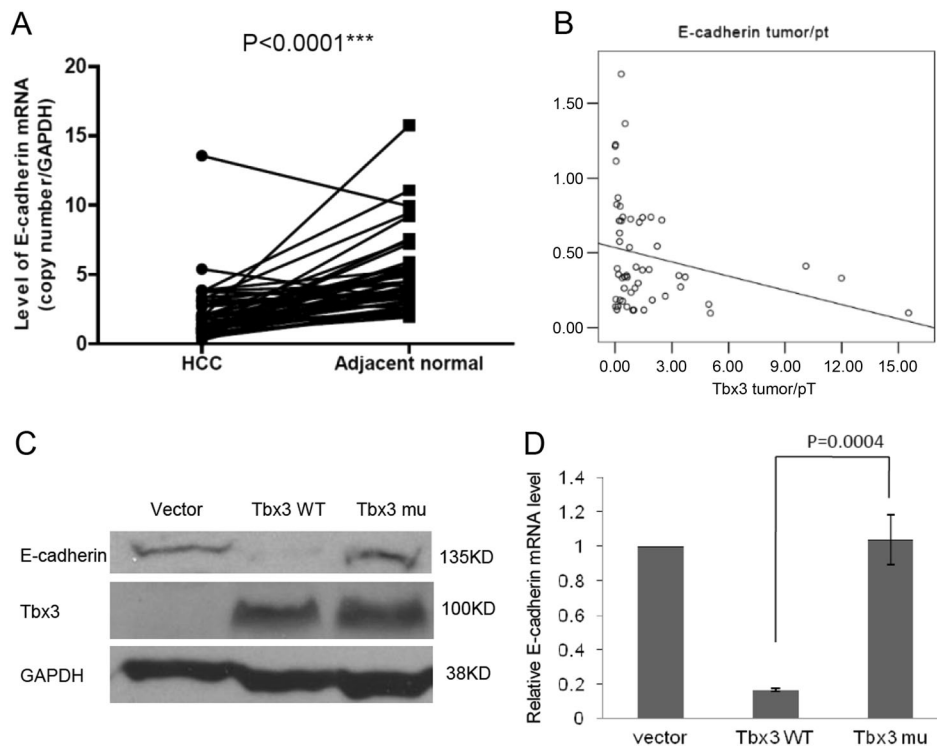 A
P<0.0001***
Level of E-cadherin mRNA
(copy number/GAPDH)
20
15
10
5
0
HCC
Adjacent normal
B
E-cadherin tumor/pt
1.50
1.00
0.50
0.00
0.00 3.00 6.00 9.00 12.00 15.00
Tbx3 tumor/pT
C
Vector Tbx3 WT Tbx3 mu
E-cadherin 135KD
Tbx3 100KD
GAPDH 38KD
D
P=0.0004
Relative E-cadherin mRNA level
1.4
1.2
1
0.8
0.6
0.4
0.2
0
vector Tbx3 WT Tbx3 mu